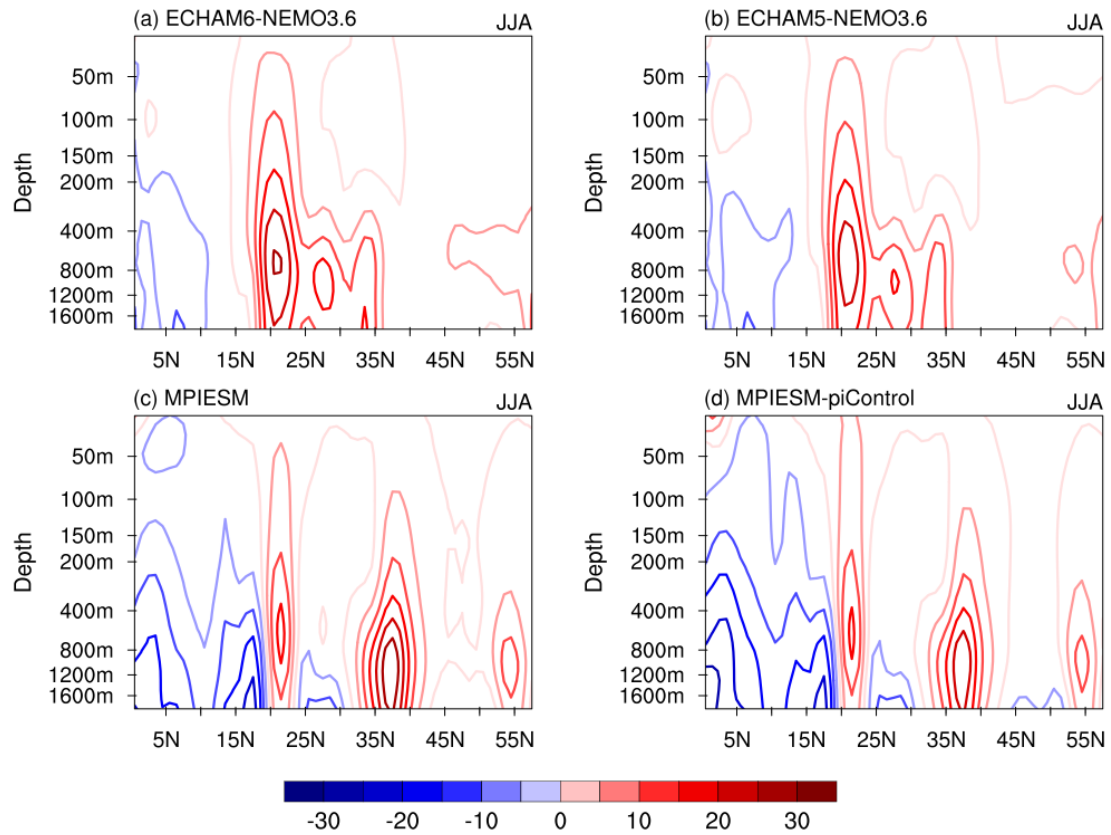 (a) ECHAM6-NEMO3.6 JJA
(b) ECHAM5-NEMO3.6 JJA
50m
100m
150m
200m
400m
800m
1200m
1600m
Depth
5N 15N 25N 35N 45N 55N
50m
100m
150m
200m
400m
800m
1200m
1600m
Depth
5N 15N 25N 35N 45N 55N
(c) MPIESM JJA
(d) MPIESM-piControl JJA
50m
100m
150m
200m
400m
800m
1200m
1600m
Depth
5N 15N 25N 35N 45N 55N
50m
100m
150m
200m
400m
800m
1200m
1600m
Depth
5N 15N 25N 35N 45N 55N
-30 -20 -10 0 10 20 30